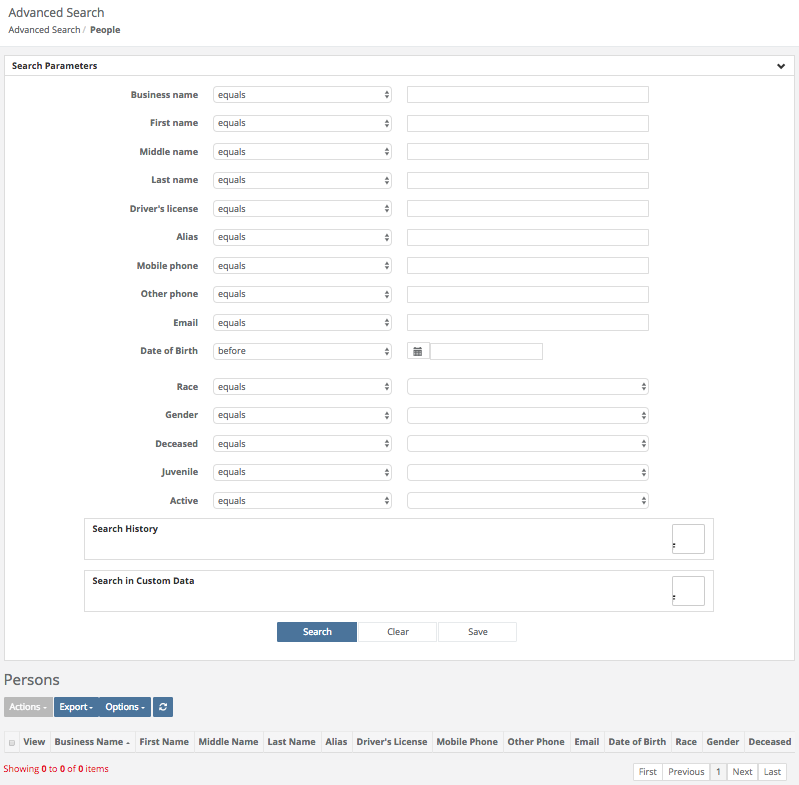 Advanced Search
Advanced Search / People
Search Parameters
Business name equals
First name equals
Middle name equals
Last name equals
Driver's license equals
Alias equals
Mobile phone equals
Other phone equals
Email equals
Date of Birth before
Race equals
Gender equals
Deceased equals
Juvenile equals
Active equals
Search History
Search in Custom Data
Search Clear Save
Persons
Actions Export Options
View Business Name First Name Middle Name Last Name Alias Driver's License Mobile Phone Other Phone Email Date of Birth Race Gender Deceased
Showing 0 to 0 of 0 items
First Previous 1 Next Last